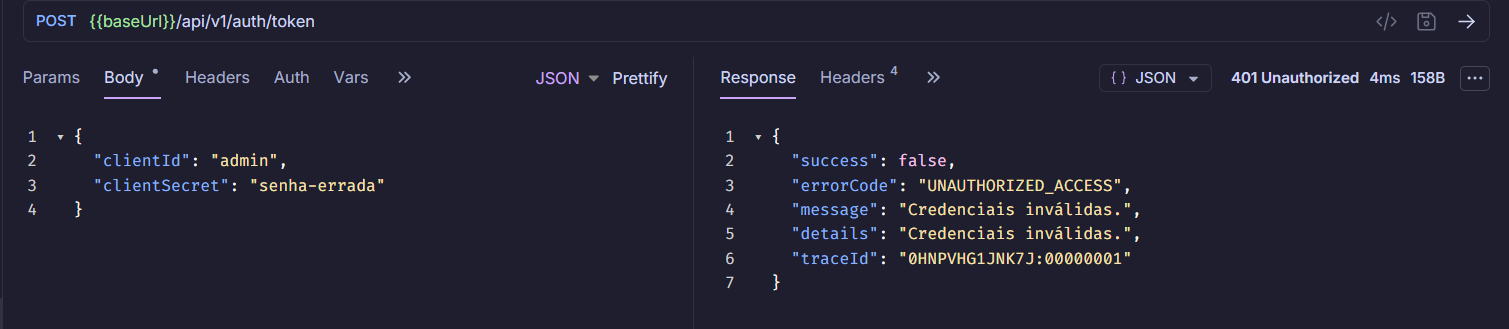 POST {{baseUrl}}/api/v1/auth/token
Params Body Headers Auth Vars JSON Prettify
1 {
2 "clientId": "admin",
3 "clientSecret": "senha-errada"
4 }
Response Headers 4 { } JSON 401 Unauthorized 4ms 158B
1 {
2 "success": false,
3 "errorCode": "UNAUTHORIZED_ACCESS",
4 "message": "Credenciais inválidas.",
5 "details": "Credenciais inválidas.",
6 "traceId": "0HNPVHG1JNK7J:00000001"
7 }